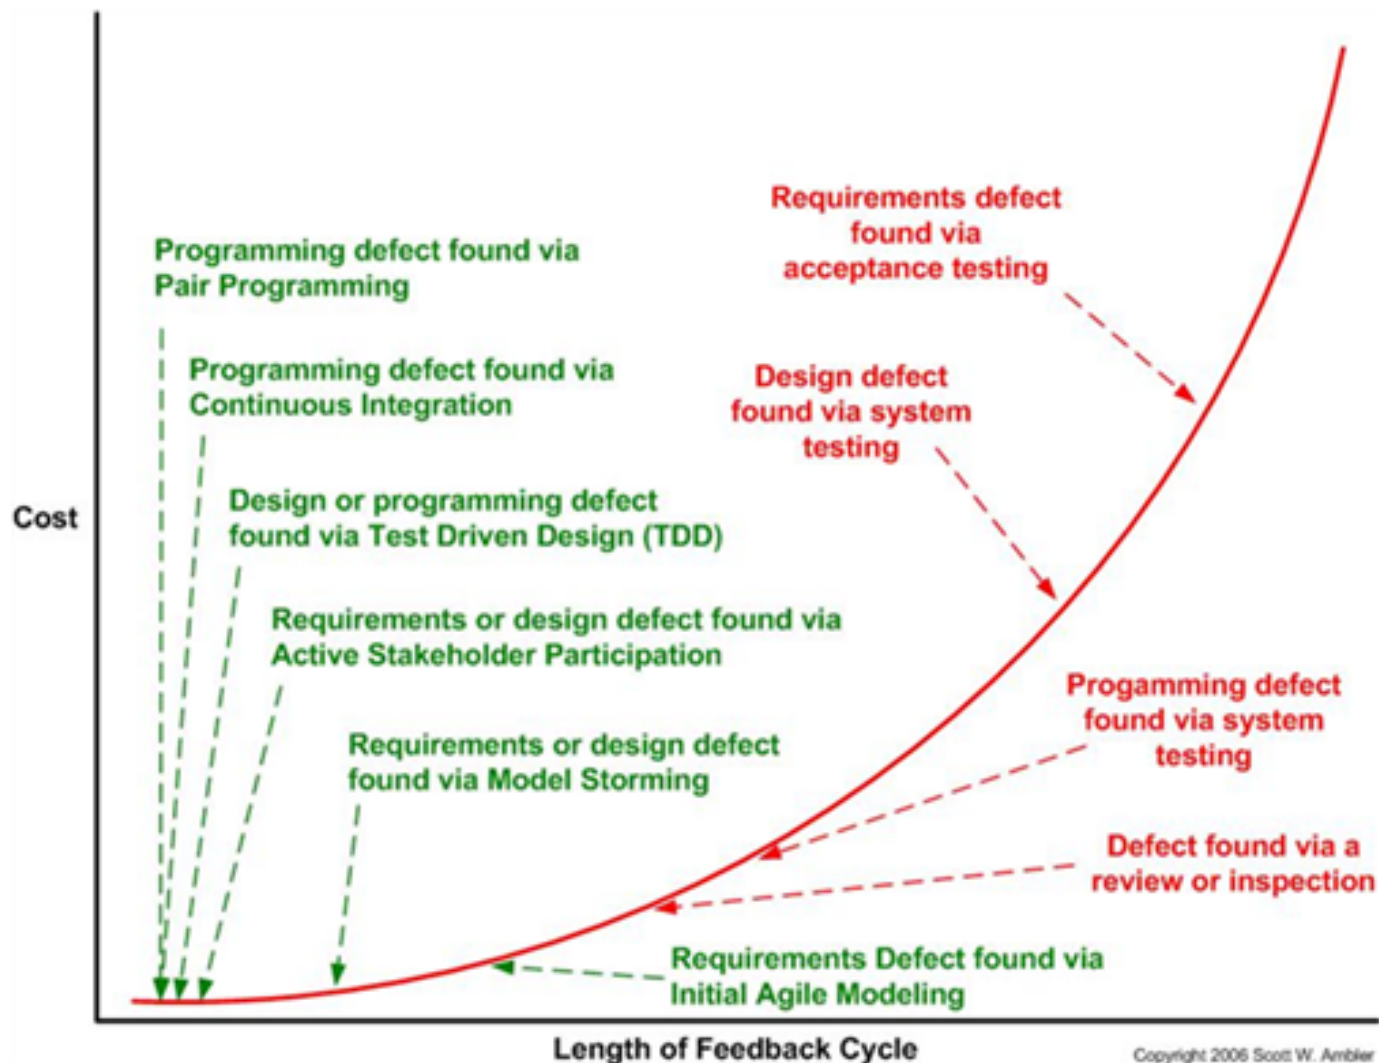 Requirements defect
found via
acceptance testing
Programming defect found via
Pair Programming
Programming defect found via
Continuous Integration
Design defect
found via system
testing
Design or programming defect
found via Test Driven Design (TDD)
Cost
Requirements or design defect found via
Active Stakeholder Participation
Progamming defect
found via system
testing
Requirements or design defect
found via Model Storming
Defect found via a
review or inspection
Requirements Defect found via
Initial Agile Modeling
Length of Feedback Cycle
Copyright 2006 Scott W. Ambler